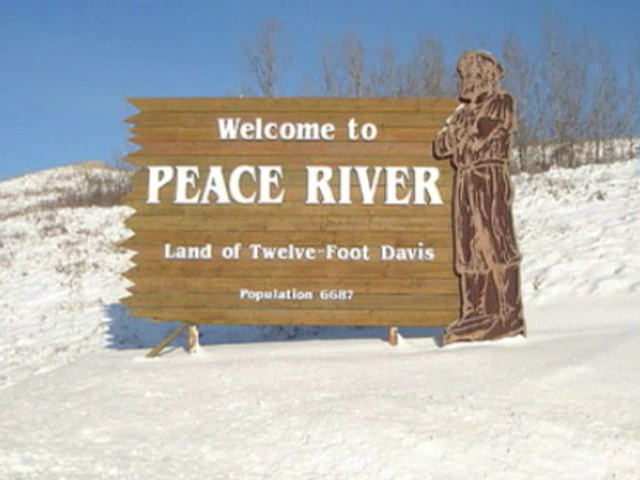 Welcome to
PEACE RIVER
Land of Twelve-Foot Davis
Population 6687